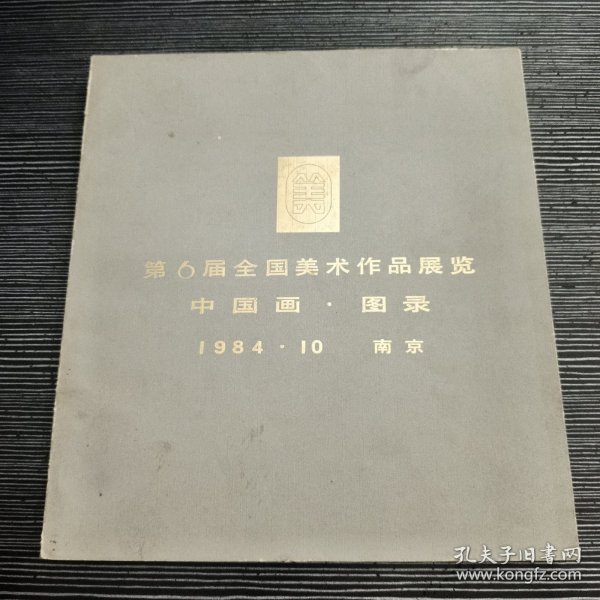 美
第6届全国美术作品展览
中国画·图录
1984·10 南京
孔夫子旧书网
www.kongfz.com